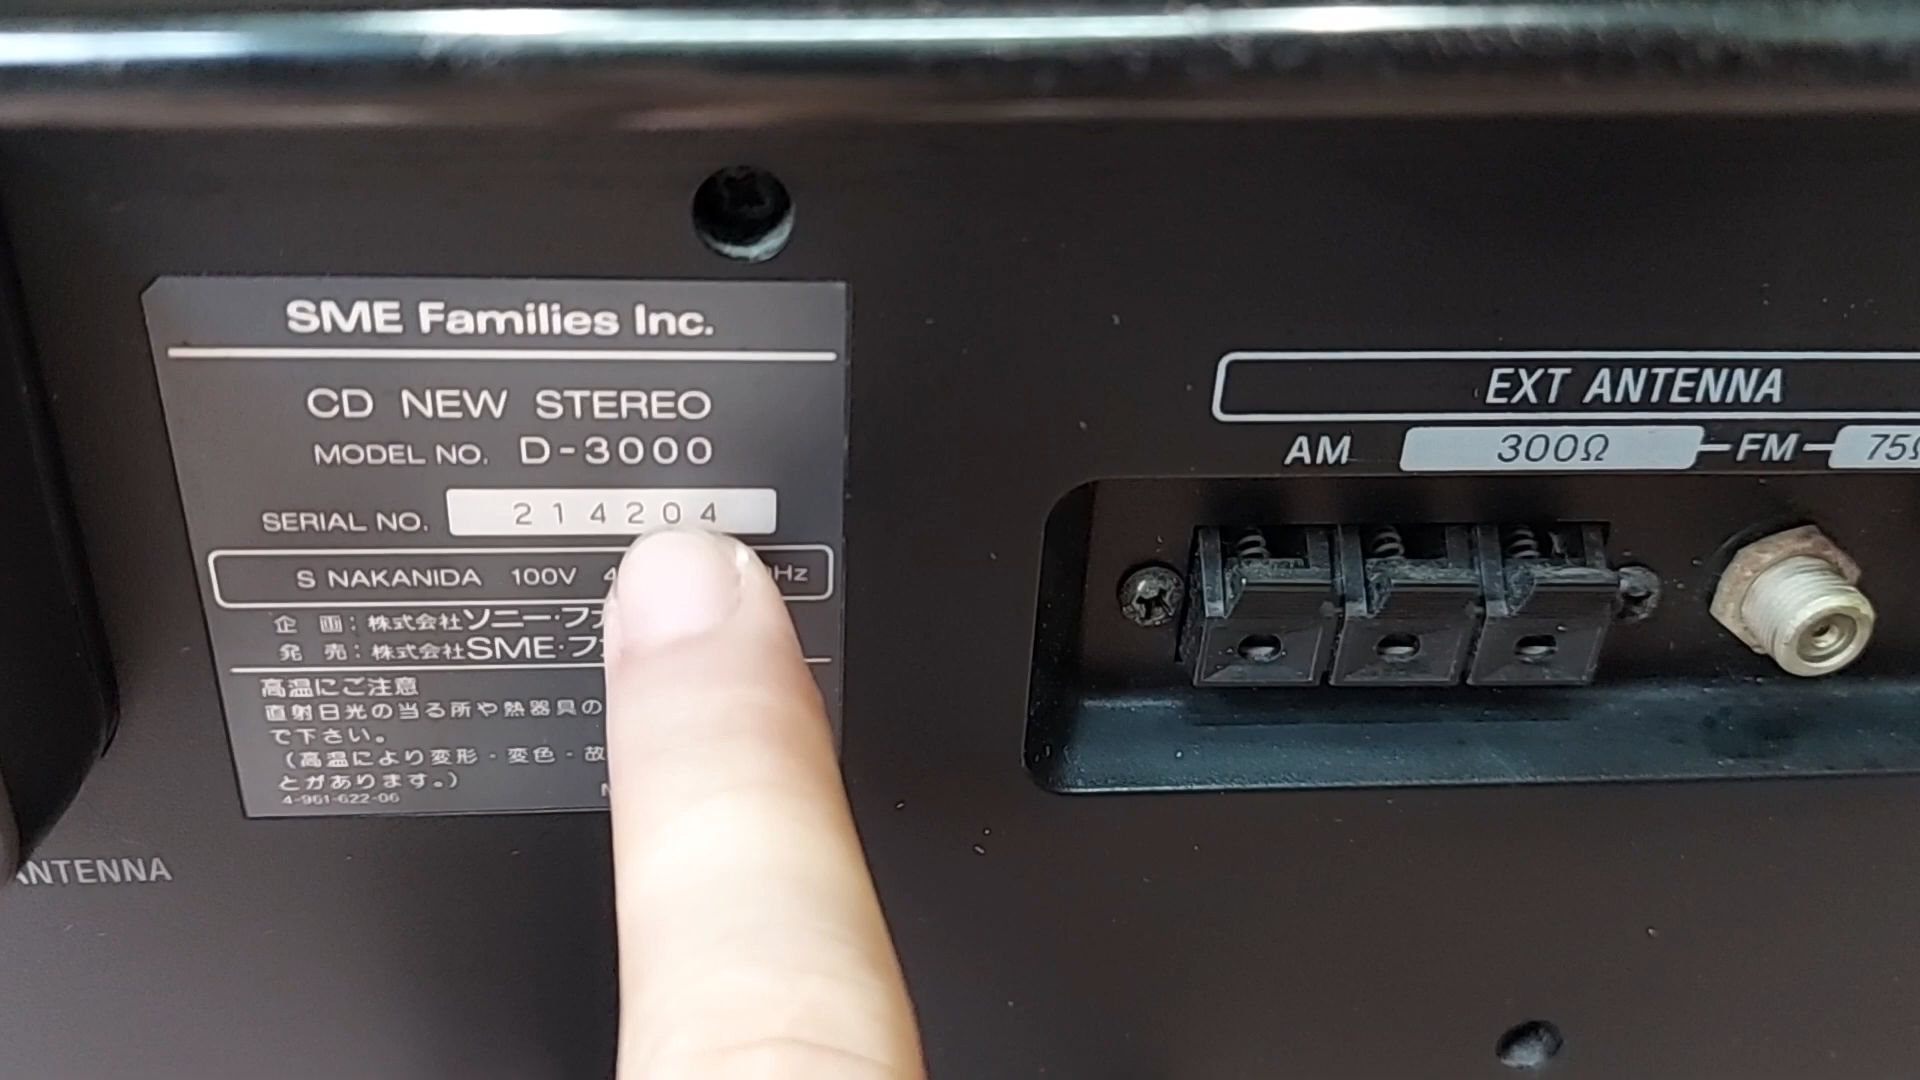 SME Families Inc.
CD NEW STEREO
MODEL NO. D-3000
SERIAL NO. 214204
S NAKANIDA 100V Hz
企 画：株式会社ソニー・ファ
発 売：株式会社SME・ファ
高温にご注意
直射日光の当る所や熱器具の
で下さい。
（高温により変形・変色・故
とがあります。）
4-961-622-06
ANTENNA
EXT ANTENNA
AM 300Ω FM 75Ω